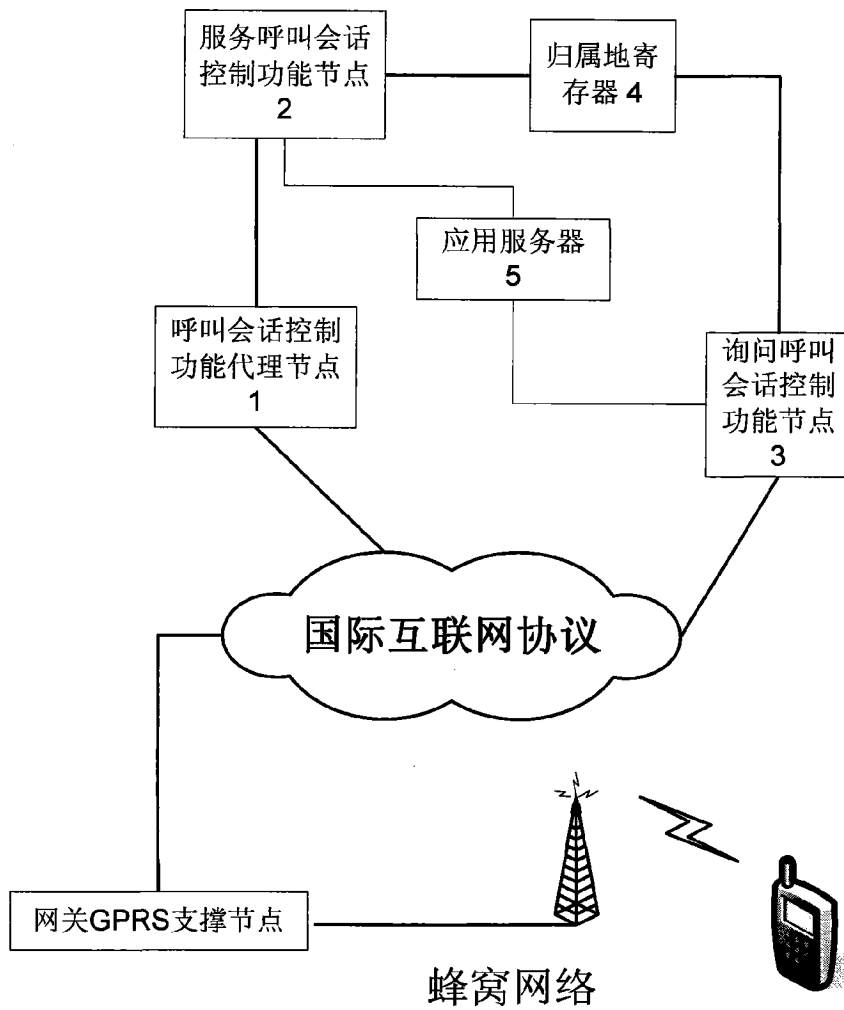 服务呼叫会话
控制功能节点
2
归属地寄
存器 4
应用服务器
5
呼叫会话控制
功能代理节点
1
询问呼叫
会话控制
功能节点
3
国际互联网协议
网关GPRS支撑节点
蜂窝网络